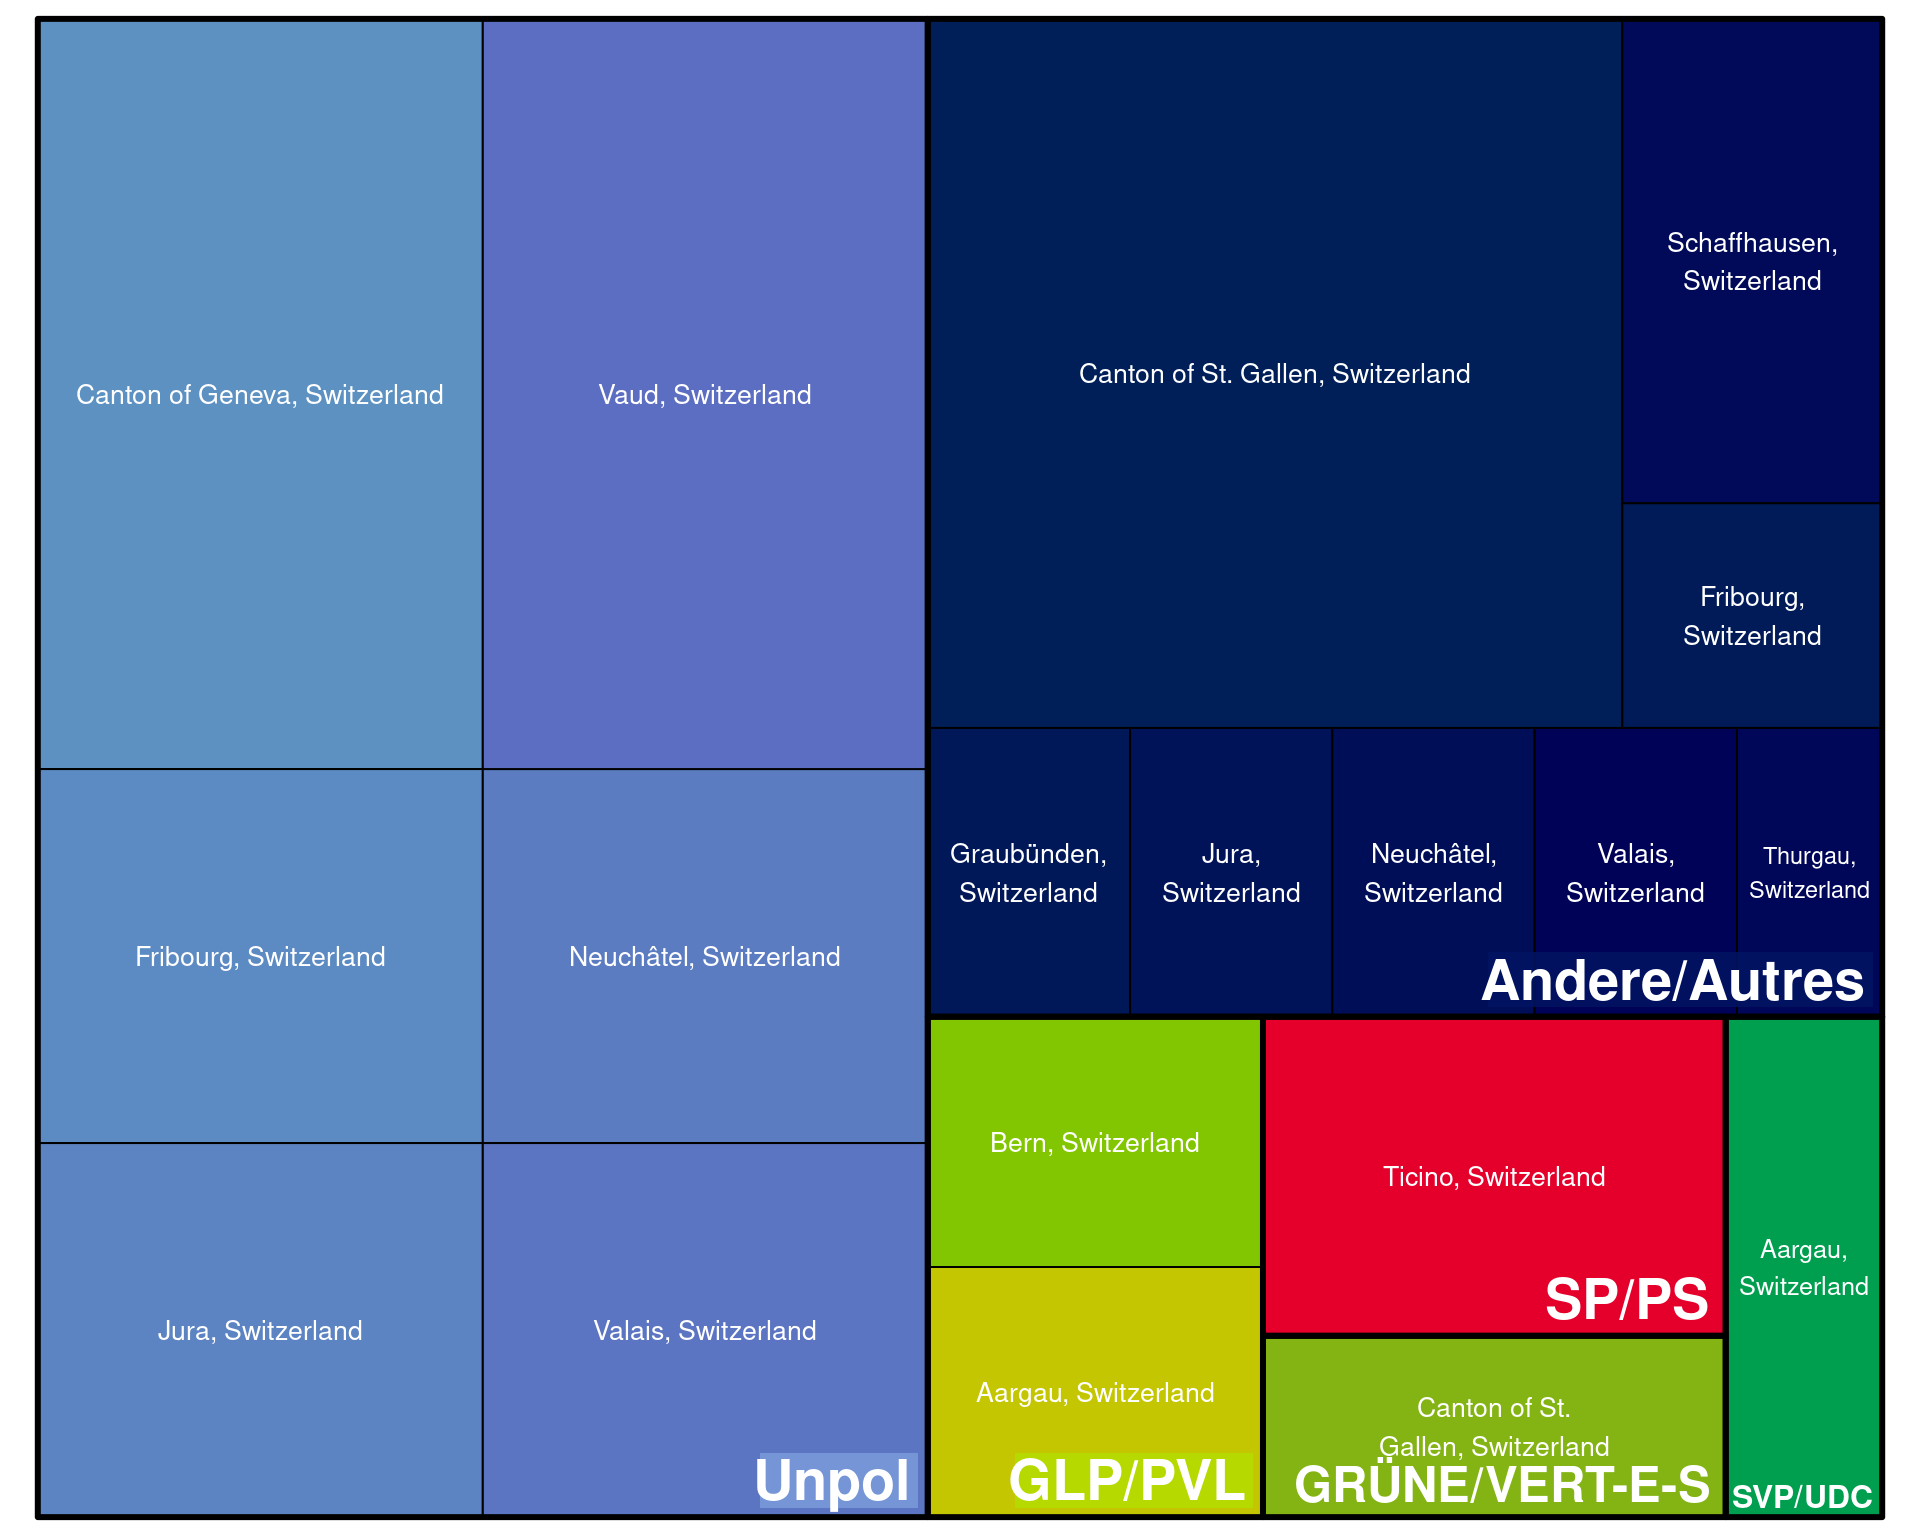 Canton of Geneva, Switzerland
Vaud, Switzerland
Fribourg, Switzerland
Neuchâtel, Switzerland
Jura, Switzerland
Valais, Switzerland
Unpol
Canton of St. Gallen, Switzerland
Schaffhausen,
Switzerland
Fribourg,
Switzerland
Graubünden,
Switzerland
Jura,
Switzerland
Neuchâtel,
Switzerland
Valais,
Switzerland
Thurgau,
Switzerland
Andere/Autres
Bern, Switzerland
Aargau, Switzerland
GLP/PVL
Ticino, Switzerland
SP/PS
Canton of St.
Gallen, Switzerland
GRÜNE/VERT-E-S
Aargau,
Switzerland
SVP/UDC